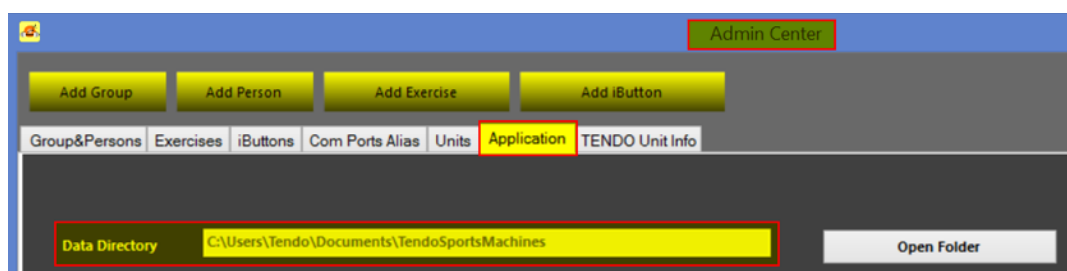 Admin Center
Add Group Add Person Add Exercise Add iButton
Group&Persons Exercises iButtons Com Ports Alias Units Application TENDO Unit Info
Data Directory C:\Users\Tendo\Documents\TendoSportsMachines Open Folder